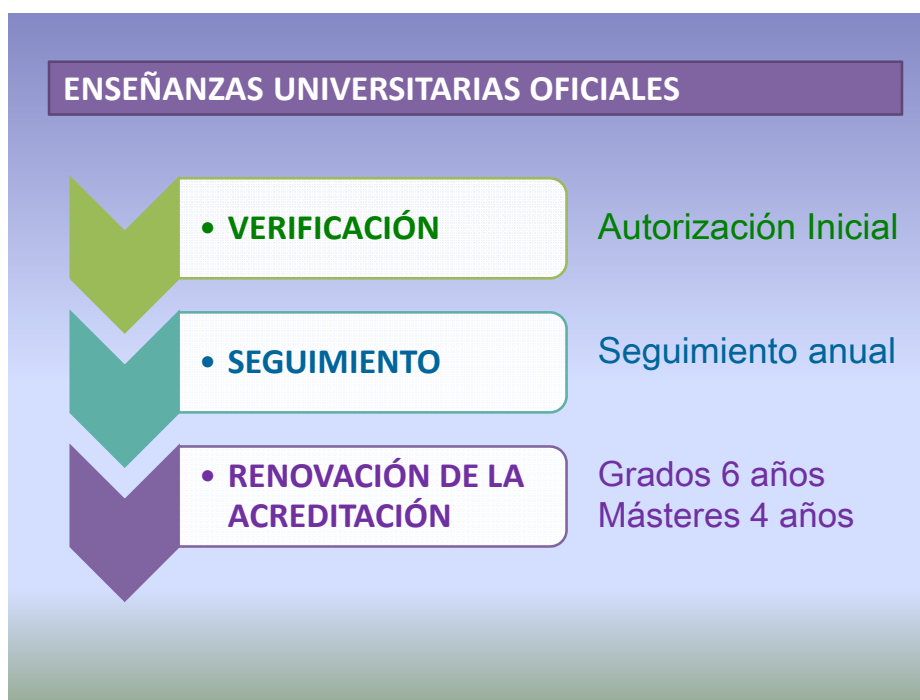 ENSEÑANZAS UNIVERSITARIAS OFICIALES
• VERIFICACIÓN
Autorización Inicial
• SEGUIMIENTO
Seguimiento anual
• RENOVACIÓN DE LA
ACREDITACIÓN
Grados 6 años
Másteres 4 años